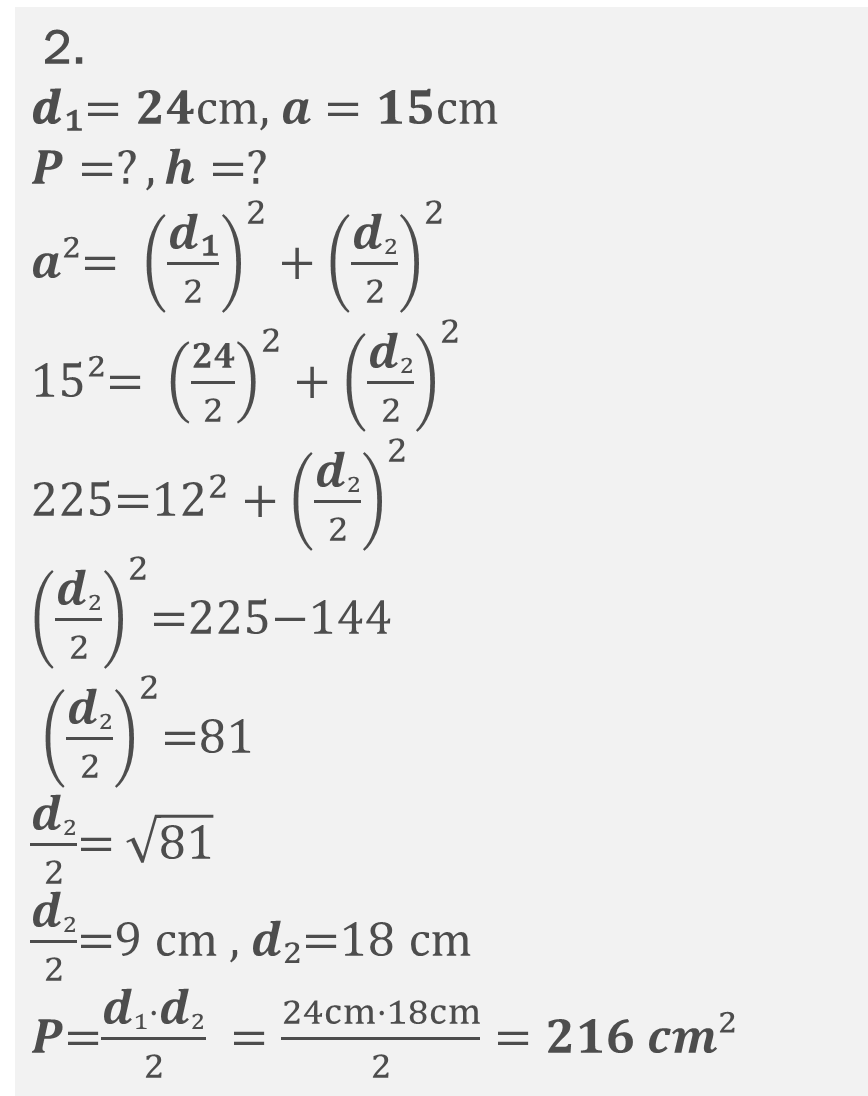 2.
d₁= 24cm, a = 15cm
P =? , h =?
a²= (d₁/2)² + (d₂/2)²
15²= (24/2)² + (d₂/2)²
225=12² + (d₂/2)²
(d₂/2)²=225−144
(d₂/2)²=81
d₂/2= √81
d₂/2=9 cm , d₂=18 cm
P=d₁·d₂/2 = 24cm·18cm/2 = 216 cm²